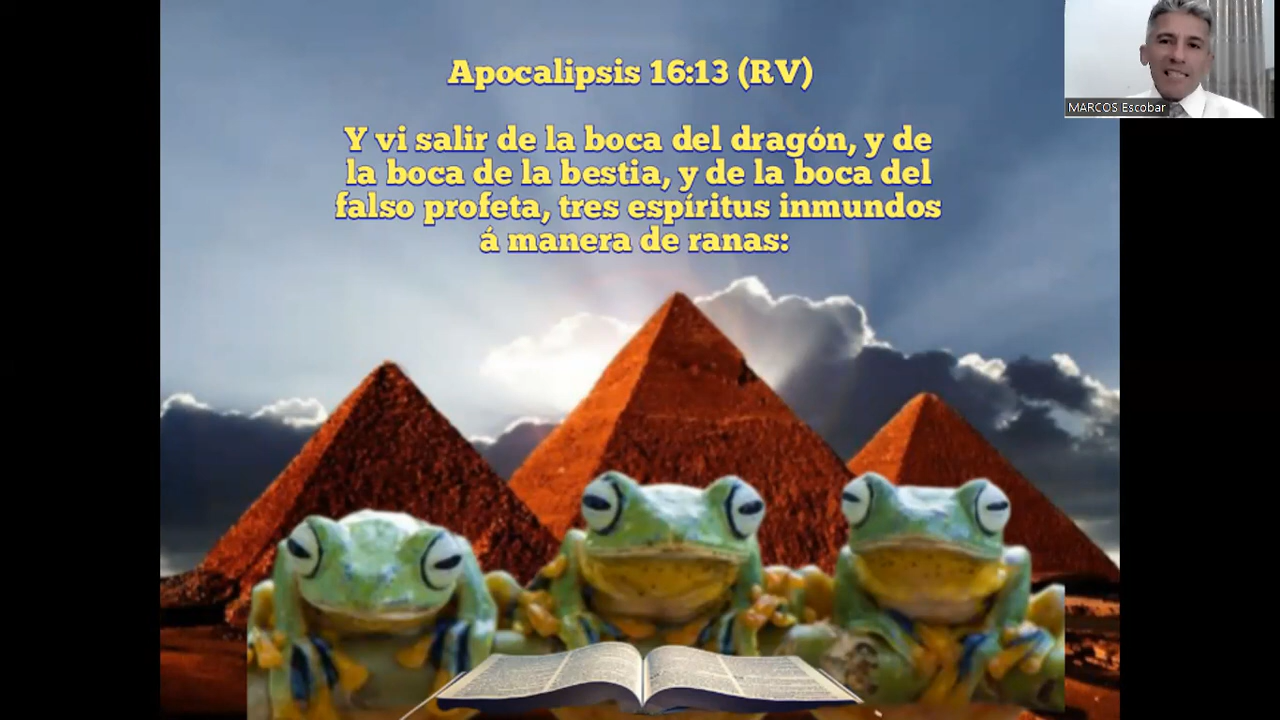 Apocalipsis 16:13 (RV)
Y vi salir de la boca del dragón, y de
la boca de la bestia, y de la boca del
falso profeta, tres espíritus inmundos
á manera de ranas:
MARCOS Escobar